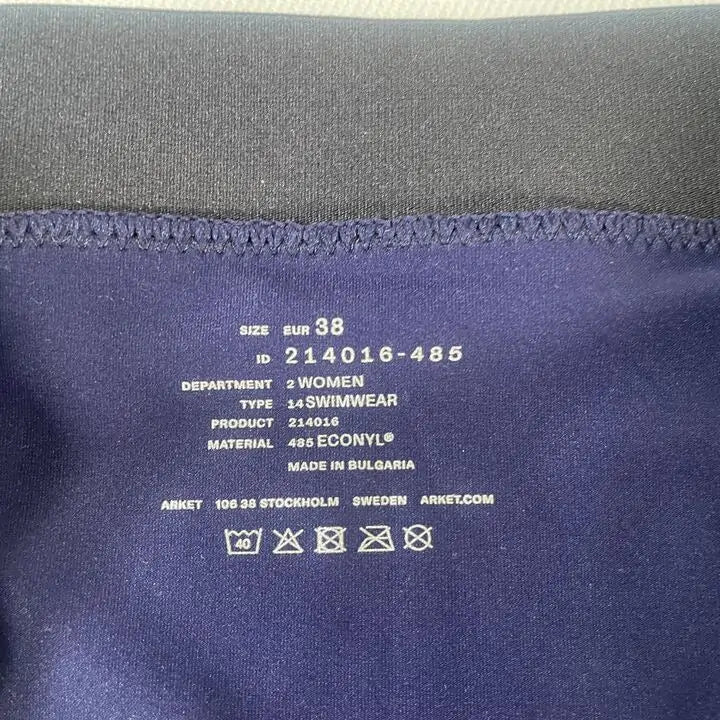 SIZE EUR 38
ID 214016-485
DEPARTMENT 2 WOMEN
TYPE 14 SWIMWEAR
PRODUCT 214016
MATERIAL 485 ECONYL®
MADE IN BULGARIA
ARKET 106 38 STOCKHOLM SWEDEN ARKET.COM
40